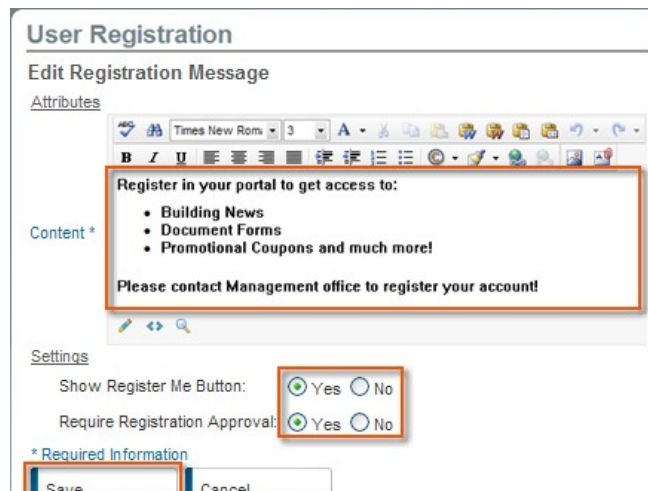 User Registration
Edit Registration Message
Attributes
ABC Times New Rom 3 A
B I U
Register in your portal to get access to:
• Building News
• Document Forms
• Promotional Coupons and much more!
Content *
Please contact Management office to register your account!
Settings
Show Register Me Button: Yes No
Require Registration Approval: Yes No
* Required Information
Save Cancel